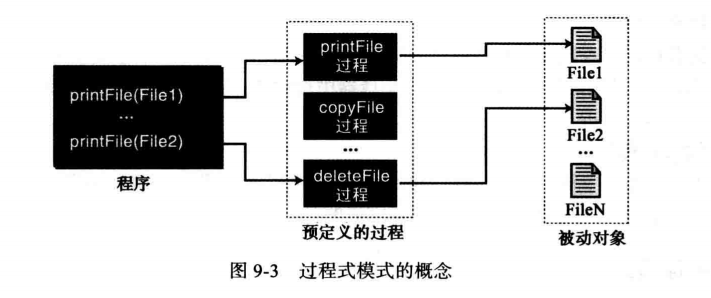 printFile(File1)
...
printFile(File2)
程序
printFile
过程
copyFile
过程
...
deleteFile
过程
预定义的过程
File1
File2
...
FileN
被动对象
图 9-3 过程式模式的概念